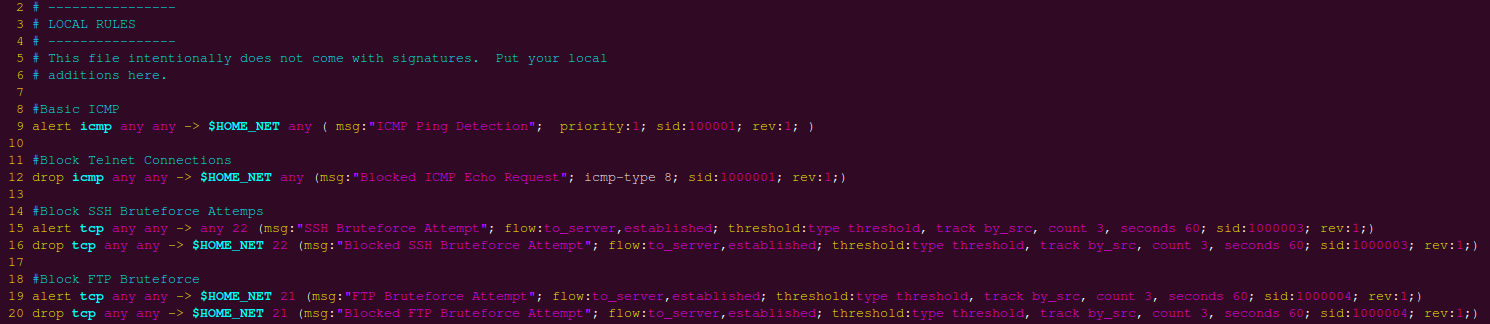 2 # ----------------
3 # LOCAL RULES
4 # ----------------
5 # This file intentionally does not come with signatures.  Put your local
6 # additions here.
7
8 #Basic ICMP
9 alert icmp any any -> $HOME_NET any ( msg:"ICMP Ping Detection";  priority:1; sid:100001; rev:1; )
10
11 #Block Telnet Connections
12 drop icmp any any -> $HOME_NET any (msg:"Blocked ICMP Echo Request"; icmp-type 8; sid:1000001; rev:1;)
13
14 #Block SSH Bruteforce Attemps
15 alert tcp any any -> any 22 (msg:"SSH Bruteforce Attempt"; flow:to_server,established; threshold:type threshold, track by_src, count 3, seconds 60; sid:1000003; rev:1;)
16 drop tcp any any -> $HOME_NET 22 (msg:"Blocked SSH Bruteforce Attempt"; flow:to_server,established; threshold:type threshold, track by_src, count 3, seconds 60; sid:1000003; rev:1;)
17
18 #Block FTP Bruteforce
19 alert tcp any any -> $HOME_NET 21 (msg:"FTP Bruteforce Attempt"; flow:to_server,established; threshold:type threshold, track by_src, count 3, seconds 60; sid:1000004; rev:1;)
20 drop tcp any any -> $HOME_NET 21 (msg:"Blocked FTP Bruteforce Attempt"; flow:to_server,established; threshold:type threshold, track by_src, count 3, seconds 60; sid:1000004; rev:1;)